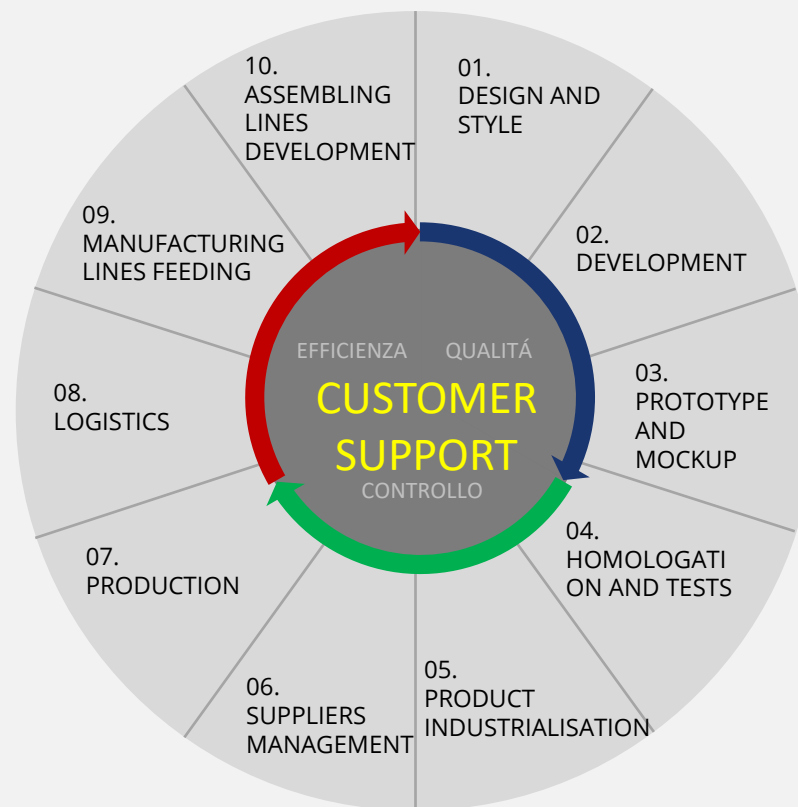 01.
DESIGN AND
STYLE
02.
DEVELOPMENT
03.
PROTOTYPE
AND
MOCKUP
04.
HOMOLOGATI
ON AND TESTS
05.
PRODUCT
INDUSTRIALISATION
06.
SUPPLIERS
MANAGEMENT
07.
PRODUCTION
08.
LOGISTICS
09.
MANUFACTURING
LINES FEEDING
10.
ASSEMBLING
LINES
DEVELOPMENT
EFFICIENZA QUALITÁ
CUSTOMER
SUPPORT
CONTROLLO